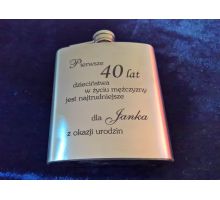 Pierwsze
40 lat
dzieciństwa
w życiu mężczyzny
jest najtrudniejsze
dla Janka
z okazji urodzin